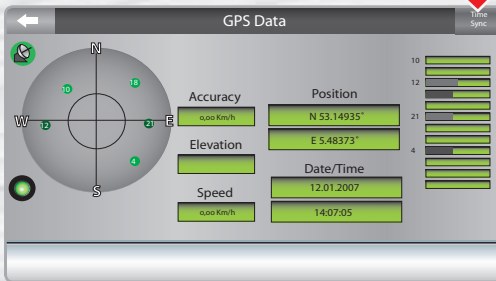 GPS Data
Time
Sync
N
10
18
W
12
21
E
4
S
Accuracy
0,00 Km/h
Elevation
Speed
0,00 Km/h
Position
N 53.14935°
E 5.48373°
Date/Time
12.01.2007
14:07:05
10
12
21
4